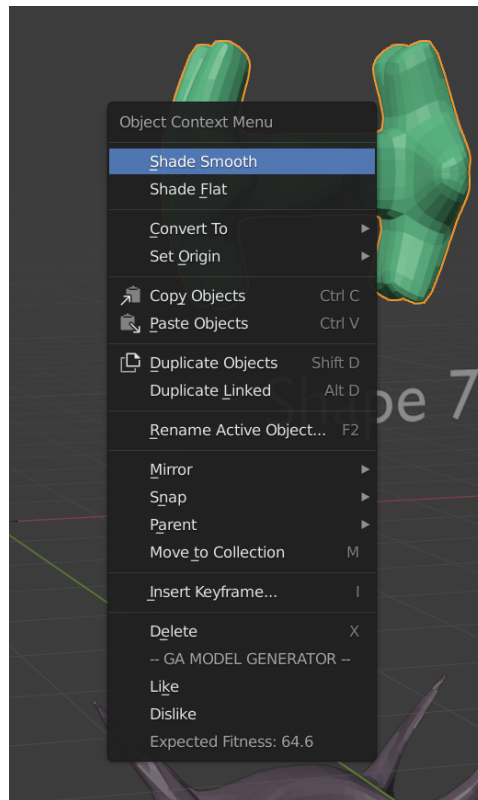 Object Context Menu
Shade Smooth
Shade Flat
Convert To
Set Origin
Copy Objects Ctrl C
Paste Objects Ctrl V
Duplicate Objects Shift D
Duplicate Linked Alt D
Shape 7
Rename Active Object... F2
Mirror
Snap
Parent
Move to Collection M
Insert Keyframe... I
Delete X
-- GA MODEL GENERATOR --
Like
Dislike
Expected Fitness: 64.6